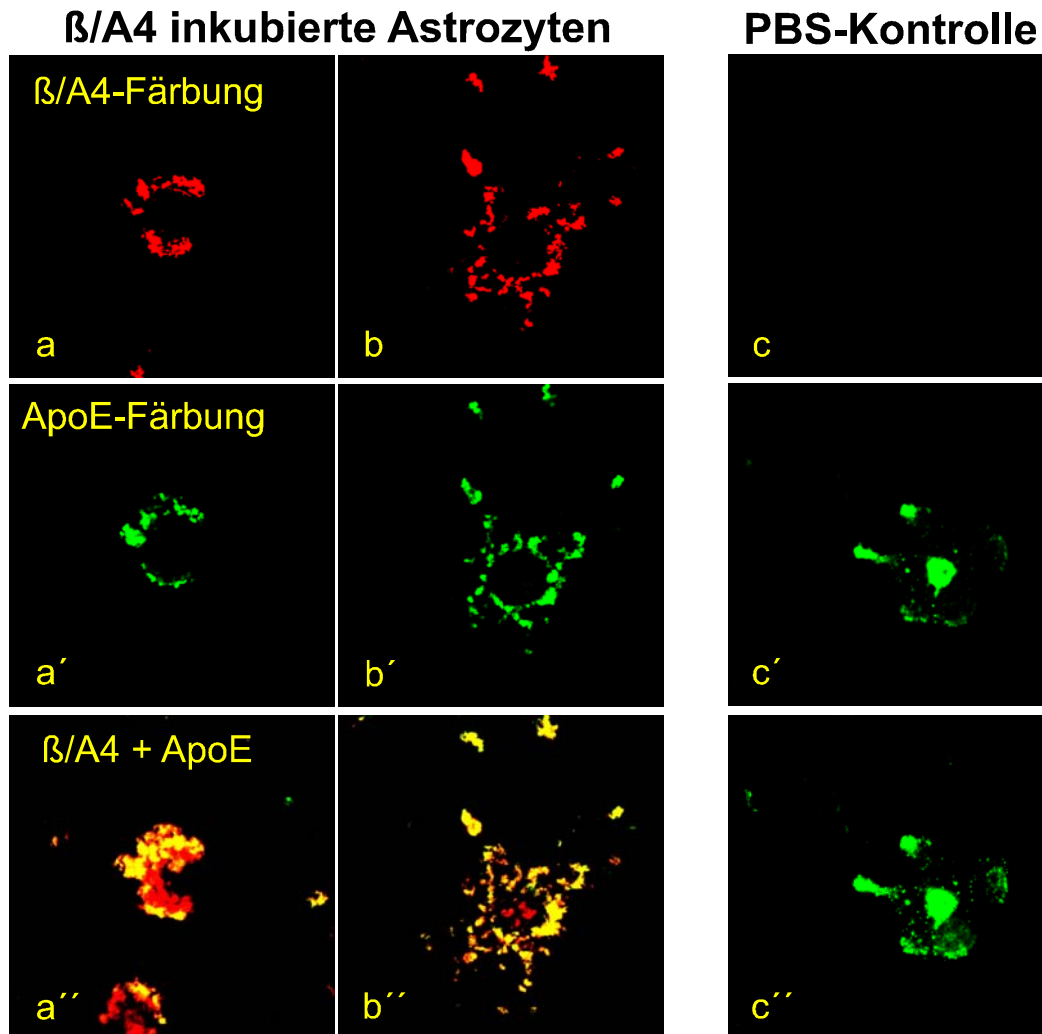 ß/A4 inkubierte Astrozyten
PBS-Kontrolle
ß/A4-Färbung
a
b
c
ApoE-Färbung
a´
b´
c´
ß/A4 + ApoE
a´´
b´´
c´´